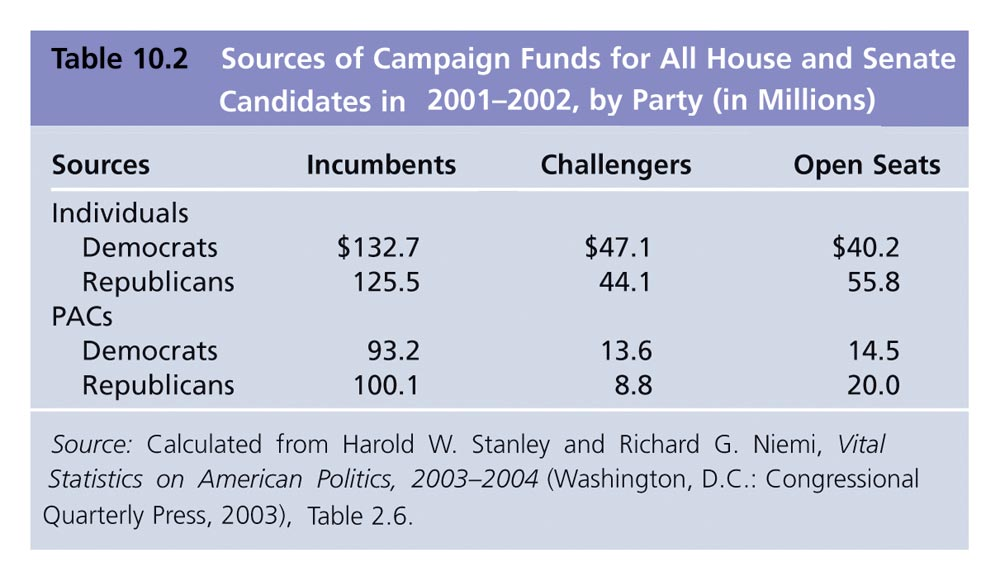 Table 10.2 Sources of Campaign Funds for All House and Senate
Candidates in 2001–2002, by Party (in Millions)
Sources Incumbents Challengers Open Seats
Individuals
Democrats $132.7 $47.1 $40.2
Republicans 125.5 44.1 55.8
PACs
Democrats 93.2 13.6 14.5
Republicans 100.1 8.8 20.0
Source: Calculated from Harold W. Stanley and Richard G. Niemi, Vital
Statistics on American Politics, 2003–2004 (Washington, D.C.: Congressional
Quarterly Press, 2003), Table 2.6.